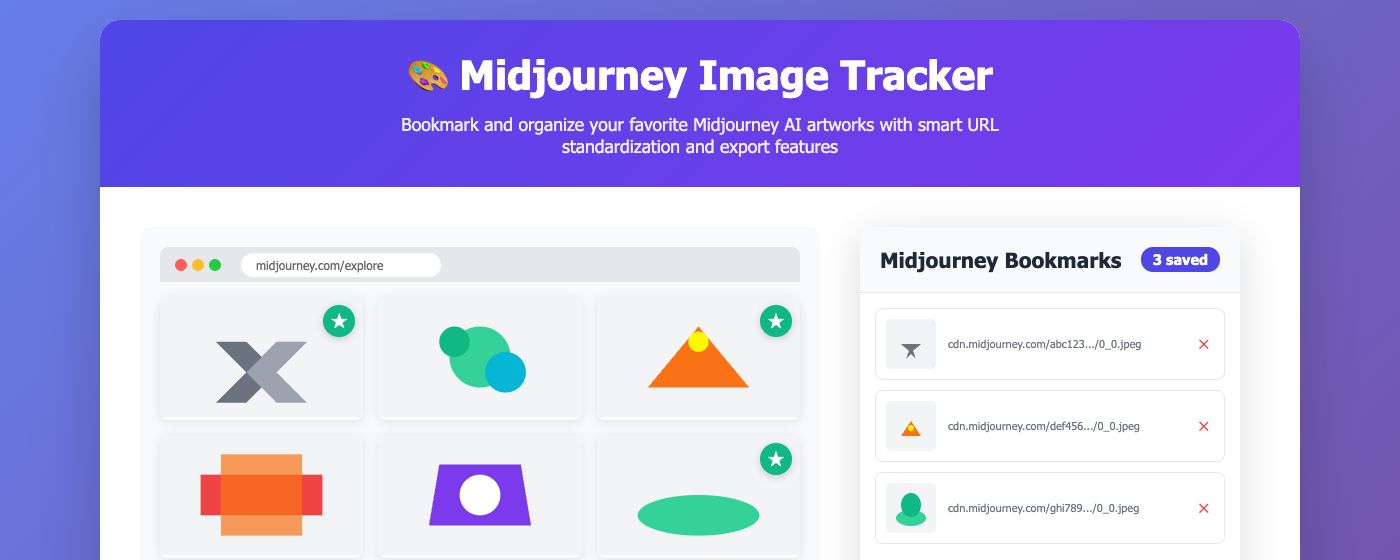 🎨 Midjourney Image Tracker
Bookmark and organize your favorite Midjourney AI artworks with smart URL
standardization and export features
midjourney.com/explore
Midjourney Bookmarks
3 saved
cdn.midjourney.com/abc123.../0_0.jpeg
cdn.midjourney.com/def456.../0_0.jpeg
cdn.midjourney.com/ghi789.../0_0.jpeg